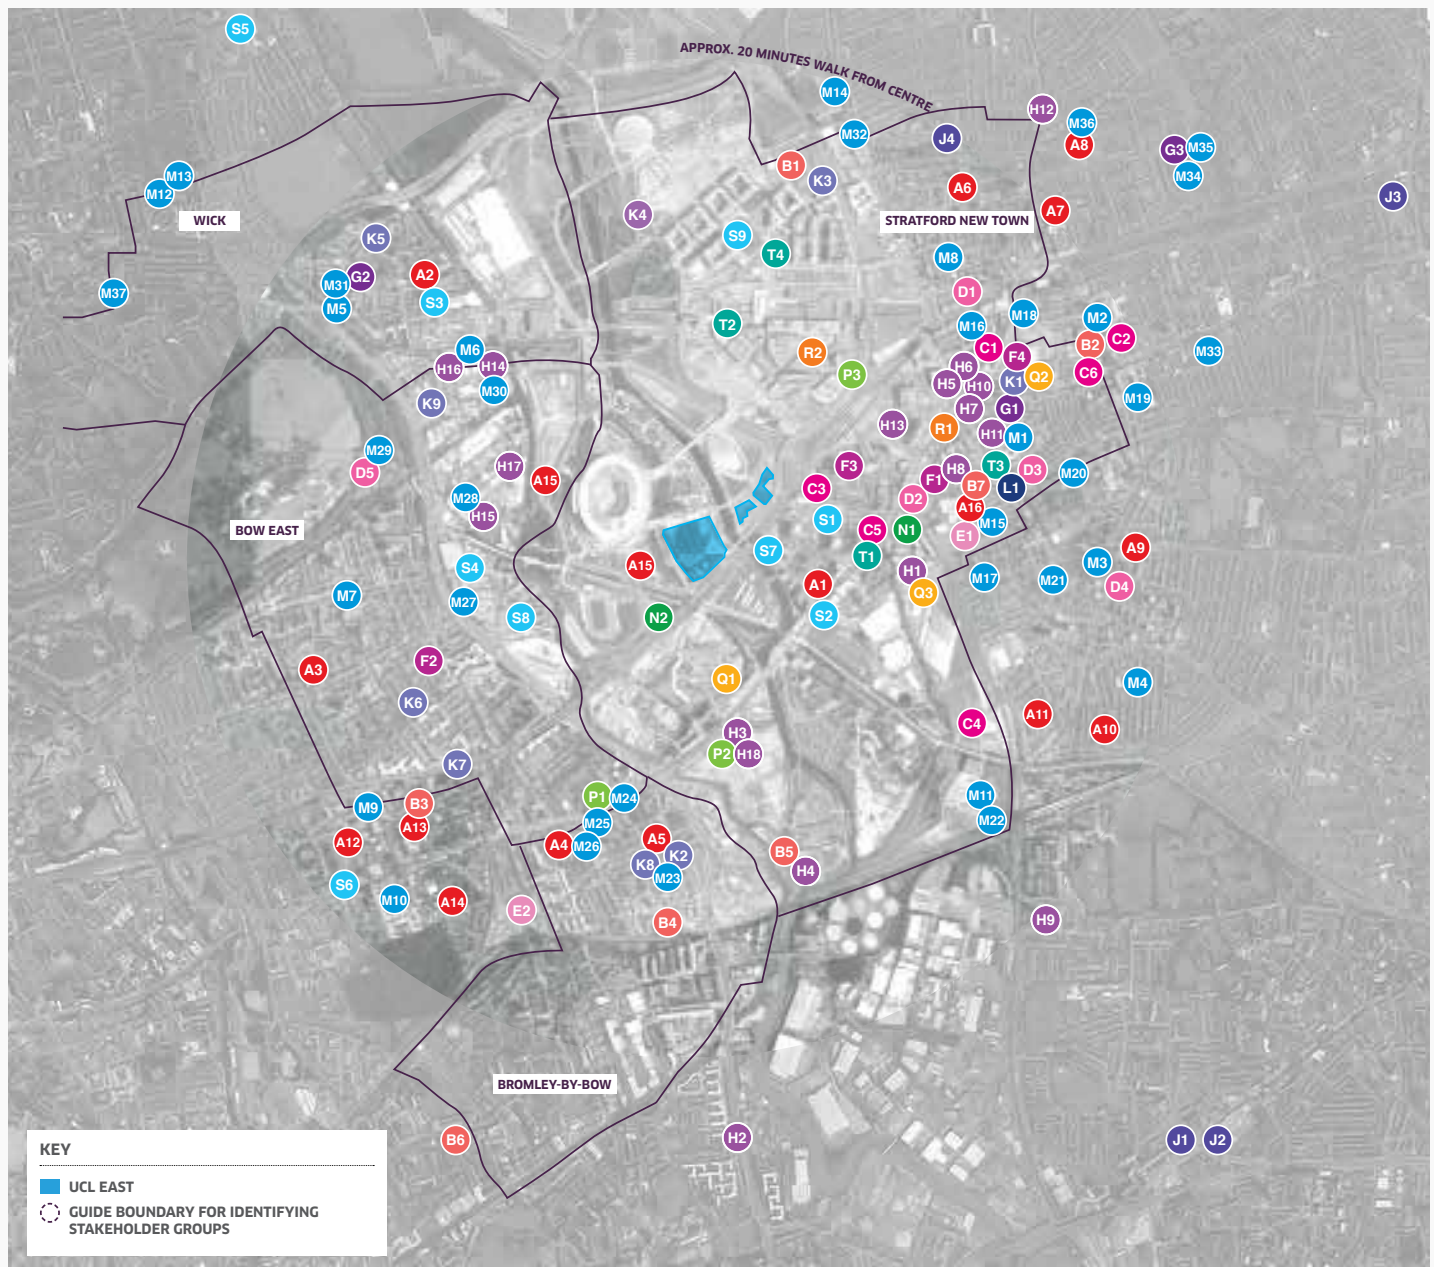 S5
APPROX. 20 MINUTES WALK FROM CENTRE
M14
H12
M36
M32
J4
A8
G3
M35
B1
M13
K3
M34
M12
A6
J3
WICK
K4
A7
STRATFORD NEW TOWN
K5
S9
T4
M8
A2
G2
M31
M37
D1
S3
M5
M18
M2
T2
M16
C2
B2
C1
M6
R2
M33
F4
H16
H14
H6
C6
P3
Q2
K1
H5
H10
M30
M19
K9
H7
G1
H13
R1
H11
M1
M29
H17
F3
H8
T3
D3
D5
M20
A15
F1
B7
C3
L1
M28
D2
A16
H15
S1
M15
BOW EAST
C5
N1
E1
S7
A9
T1
M3
S4
A15
H1
M17
M21
A1
D4
M7
Q3
M27
S8
N2
S2
F2
A3
Q1
M4
K6
A11
C4
A10
H3
P2
H18
K7
P1
M24
M11
M9
B3
M25
M22
A13
A12
A4
M26
A5
B5
K2
K8
H4
M23
S6
M10
A14
E2
B4
H9
BROMLEY-BY-BOW
H2
B6
J1
J2
KEY
UCL EAST
GUIDE BOUNDARY FOR IDENTIFYING
STAKEHOLDER GROUPS